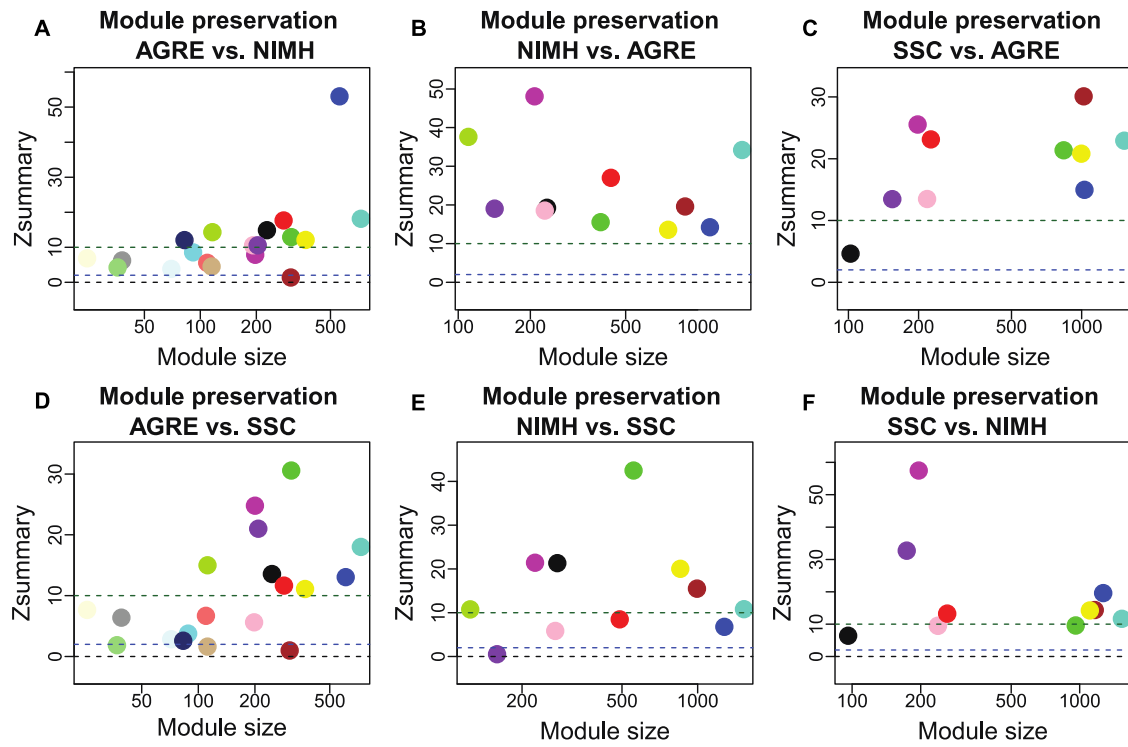 A
Module preservation
AGRE vs. NIMH
Zsummary
0
10
30
50
50
100
200
500
Module size
B
Module preservation
NIMH vs. AGRE
Zsummary
0
10
20
30
40
50
100
200
500
1000
Module size
C
Module preservation
SSC vs. AGRE
Zsummary
0
10
20
30
100
200
500
1000
Module size
D
Module preservation
AGRE vs. SSC
Zsummary
0
10
20
30
50
100
200
500
Module size
E
Module preservation
NIMH vs. SSC
Zsummary
0
10
20
30
40
200
500
1000
Module size
F
Module preservation
SSC vs. NIMH
Zsummary
0
10
30
50
100
200
500
1000
Module size